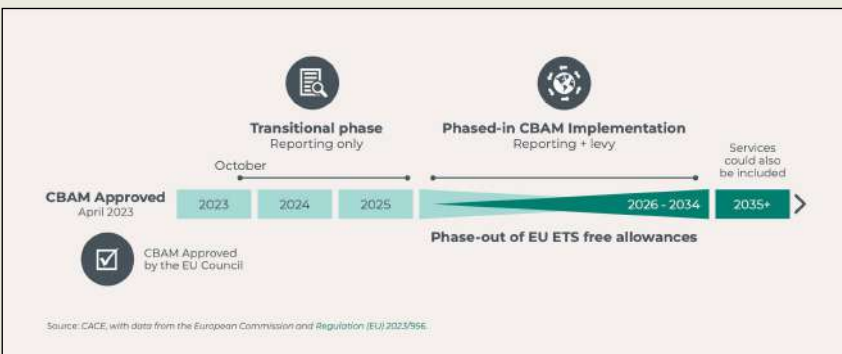 Transitional phase
Reporting only
Phased-in CBAM Implementation
Reporting + levy
Services
could also
be included
October
CBAM Approved
April 2023
2023
2024
2025
2026 - 2034
2035+
Phase-out of EU ETS free allowances
CBAM Approved
by the EU Council
Source: CACE, with data from the European Commission and Regulation (EU) 2023/956.